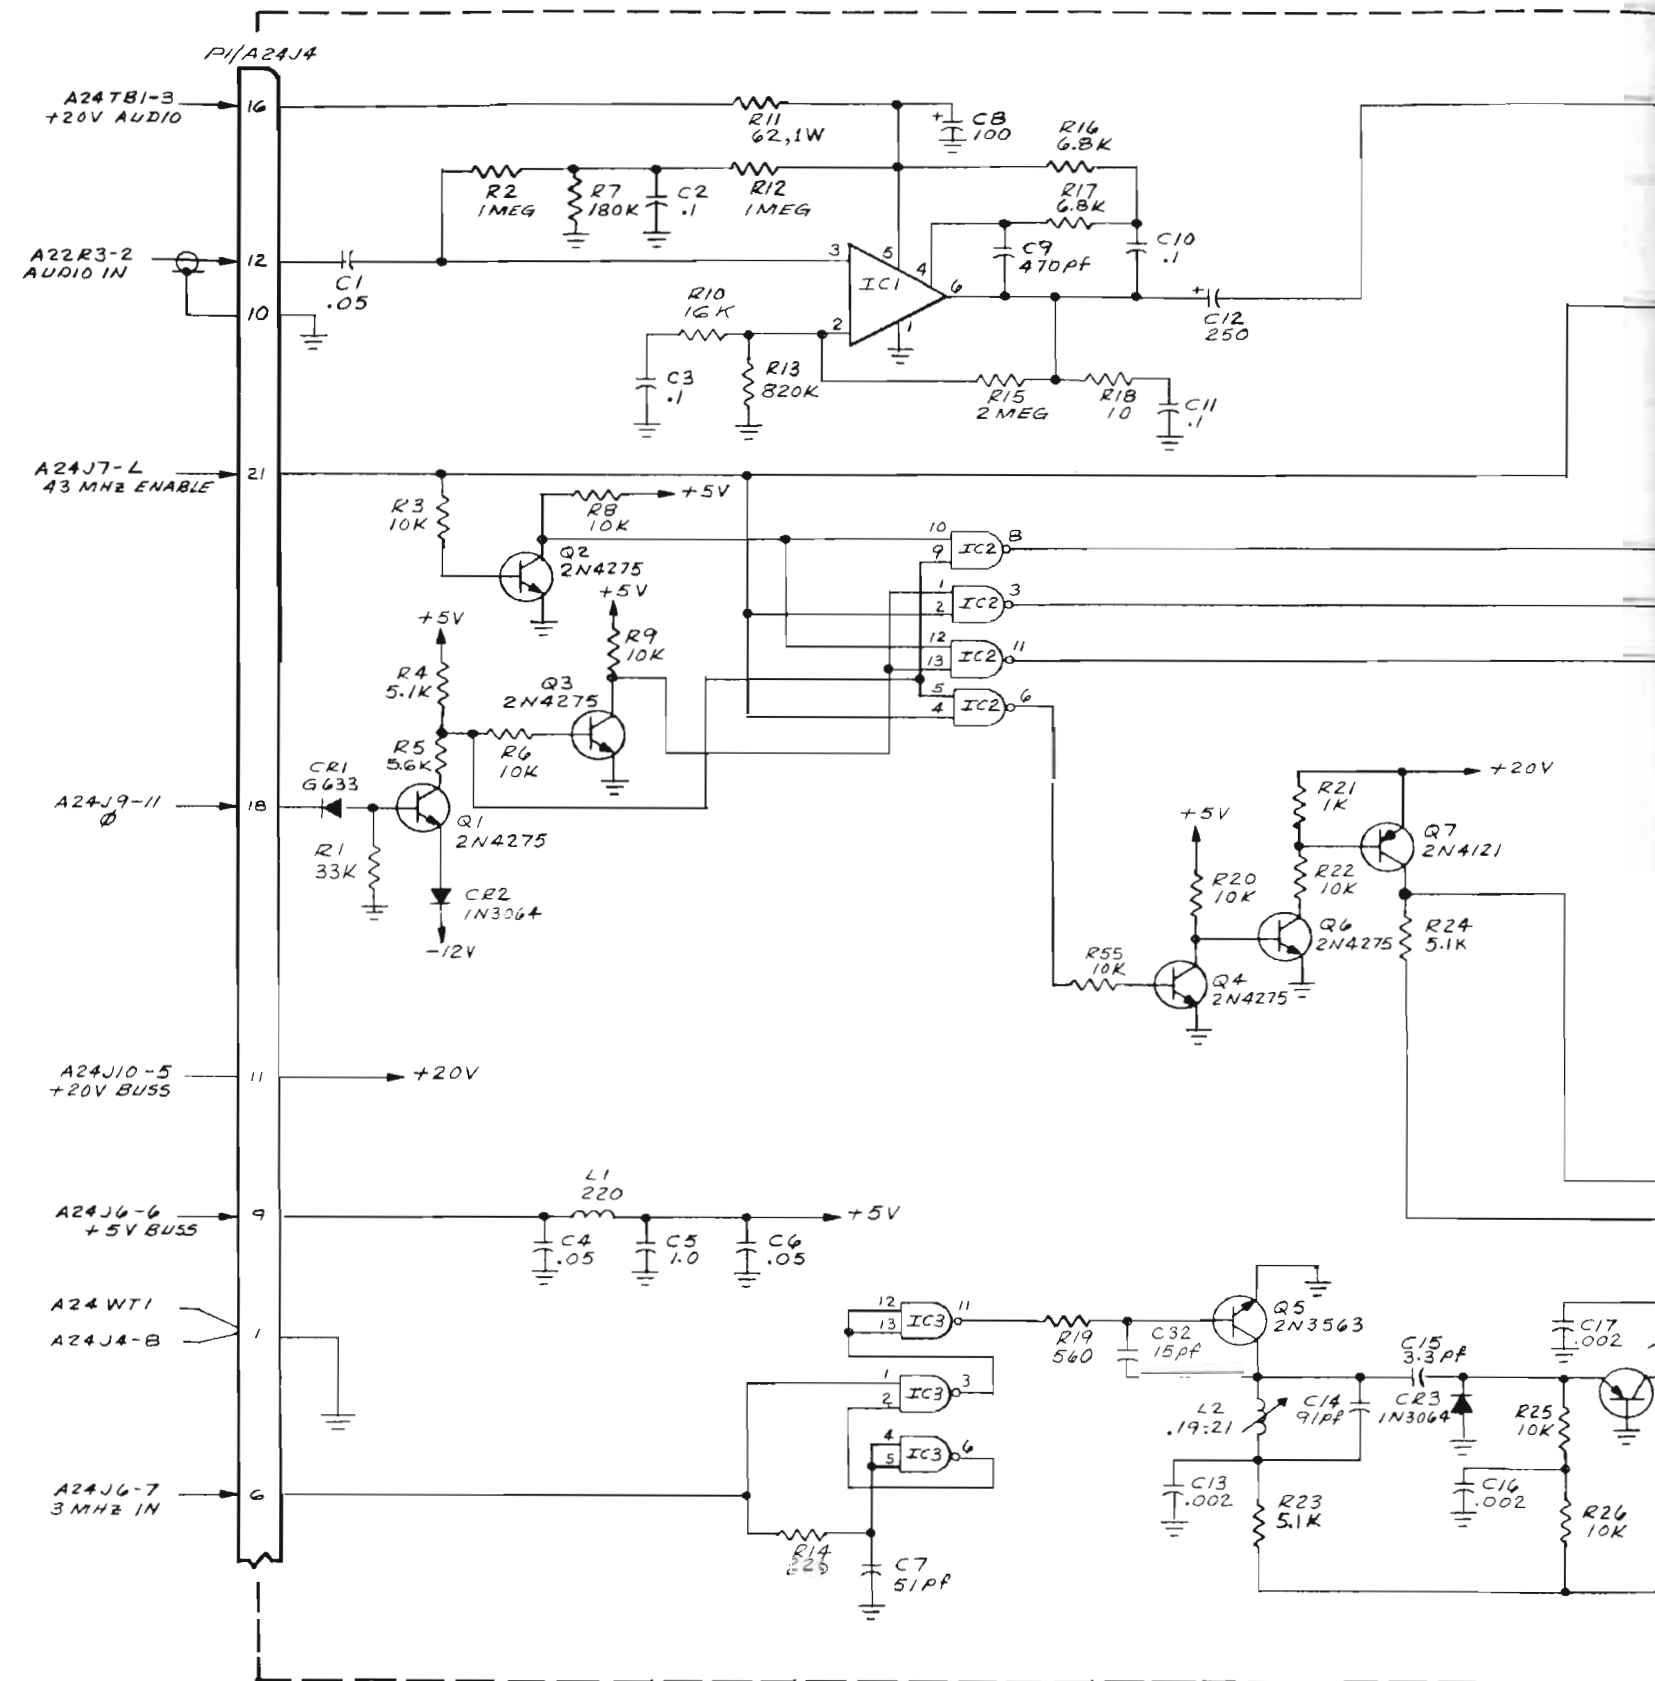 P1/A24J4
A24TB1-3
+20V AUDIO
16
R11
62,1W
+
C8
100
R16
6.8K
R2
1MEG
R7
180K
C2
.1
R12
1MEG
R17
6.8K
A22R3-2
AUDIO IN
12
C1
.05
3
5
4
IC1
6
2
1
C9
470pf
C10
.1
10
R10
16K
+
C12
250
C3
.1
R13
820K
R15
2MEG
R18
10
C11
.1
A24J7-L
43 MHZ ENABLE
21
R3
10K
R8
10K
+5V
Q2
2N4275
10
9
IC2
8
1
2
IC2
3
12
13
IC2
11
5
4
IC2
6
+5V
R9
10K
+5V
R4
5.1K
Q3
2N4275
R5
5.6K
R6
10K
A24J9-11
Ø
18
CR1
G633
Q1
2N4275
R1
33K
CR2
1N3064
-12V
+20V
R21
1K
Q7
2N4121
+5V
R20
10K
R22
10K
Q6
2N4275
R24
5.1K
R55
10K
Q4
2N4275
A24J10-5
+20V BUSS
11
+20V
A24J6-6
+5V BUSS
9
L1
220
+5V
C4
.05
C5
1.0
C6
.05
A24WT1
A24J4-8
1
12
13
IC3
11
R19
560
C32
15pf
Q5
2N3563
C17
.002
1
2
IC3
3
C15
3.3pf
L2
.19-.21
C14
91pf
CR3
1N3064
R25
10K
4
5
IC3
6
A24J6-7
3 MHZ IN
6
C13
.002
R23
5.1K
C16
.002
R26
10K
R14
C7
51pf